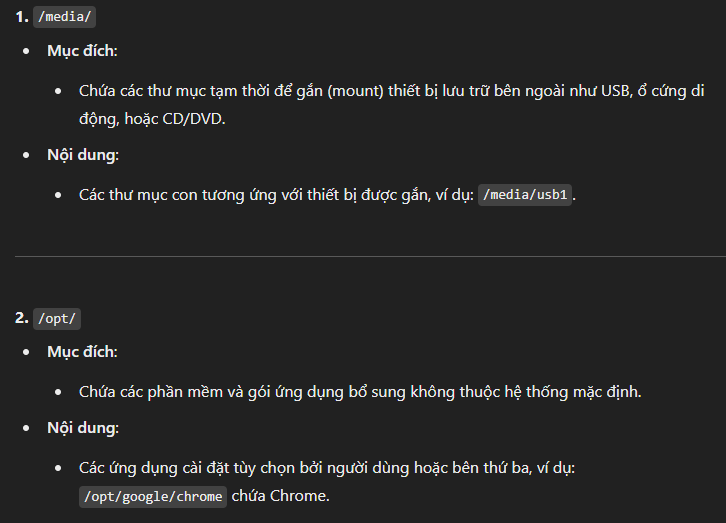 1. /media/
Mục đích:
Chứa các thư mục tạm thời để gắn (mount) thiết bị lưu trữ bên ngoài như USB, ổ cứng di
động, hoặc CD/DVD.
Nội dung:
Các thư mục con tương ứng với thiết bị được gắn, ví dụ: /media/usb1.
2. /opt/
Mục đích:
Chứa các phần mềm và gói ứng dụng bổ sung không thuộc hệ thống mặc định.
Nội dung:
Các ứng dụng cài đặt tùy chọn bởi người dùng hoặc bên thứ ba, ví dụ:
/opt/google/chrome chứa Chrome.